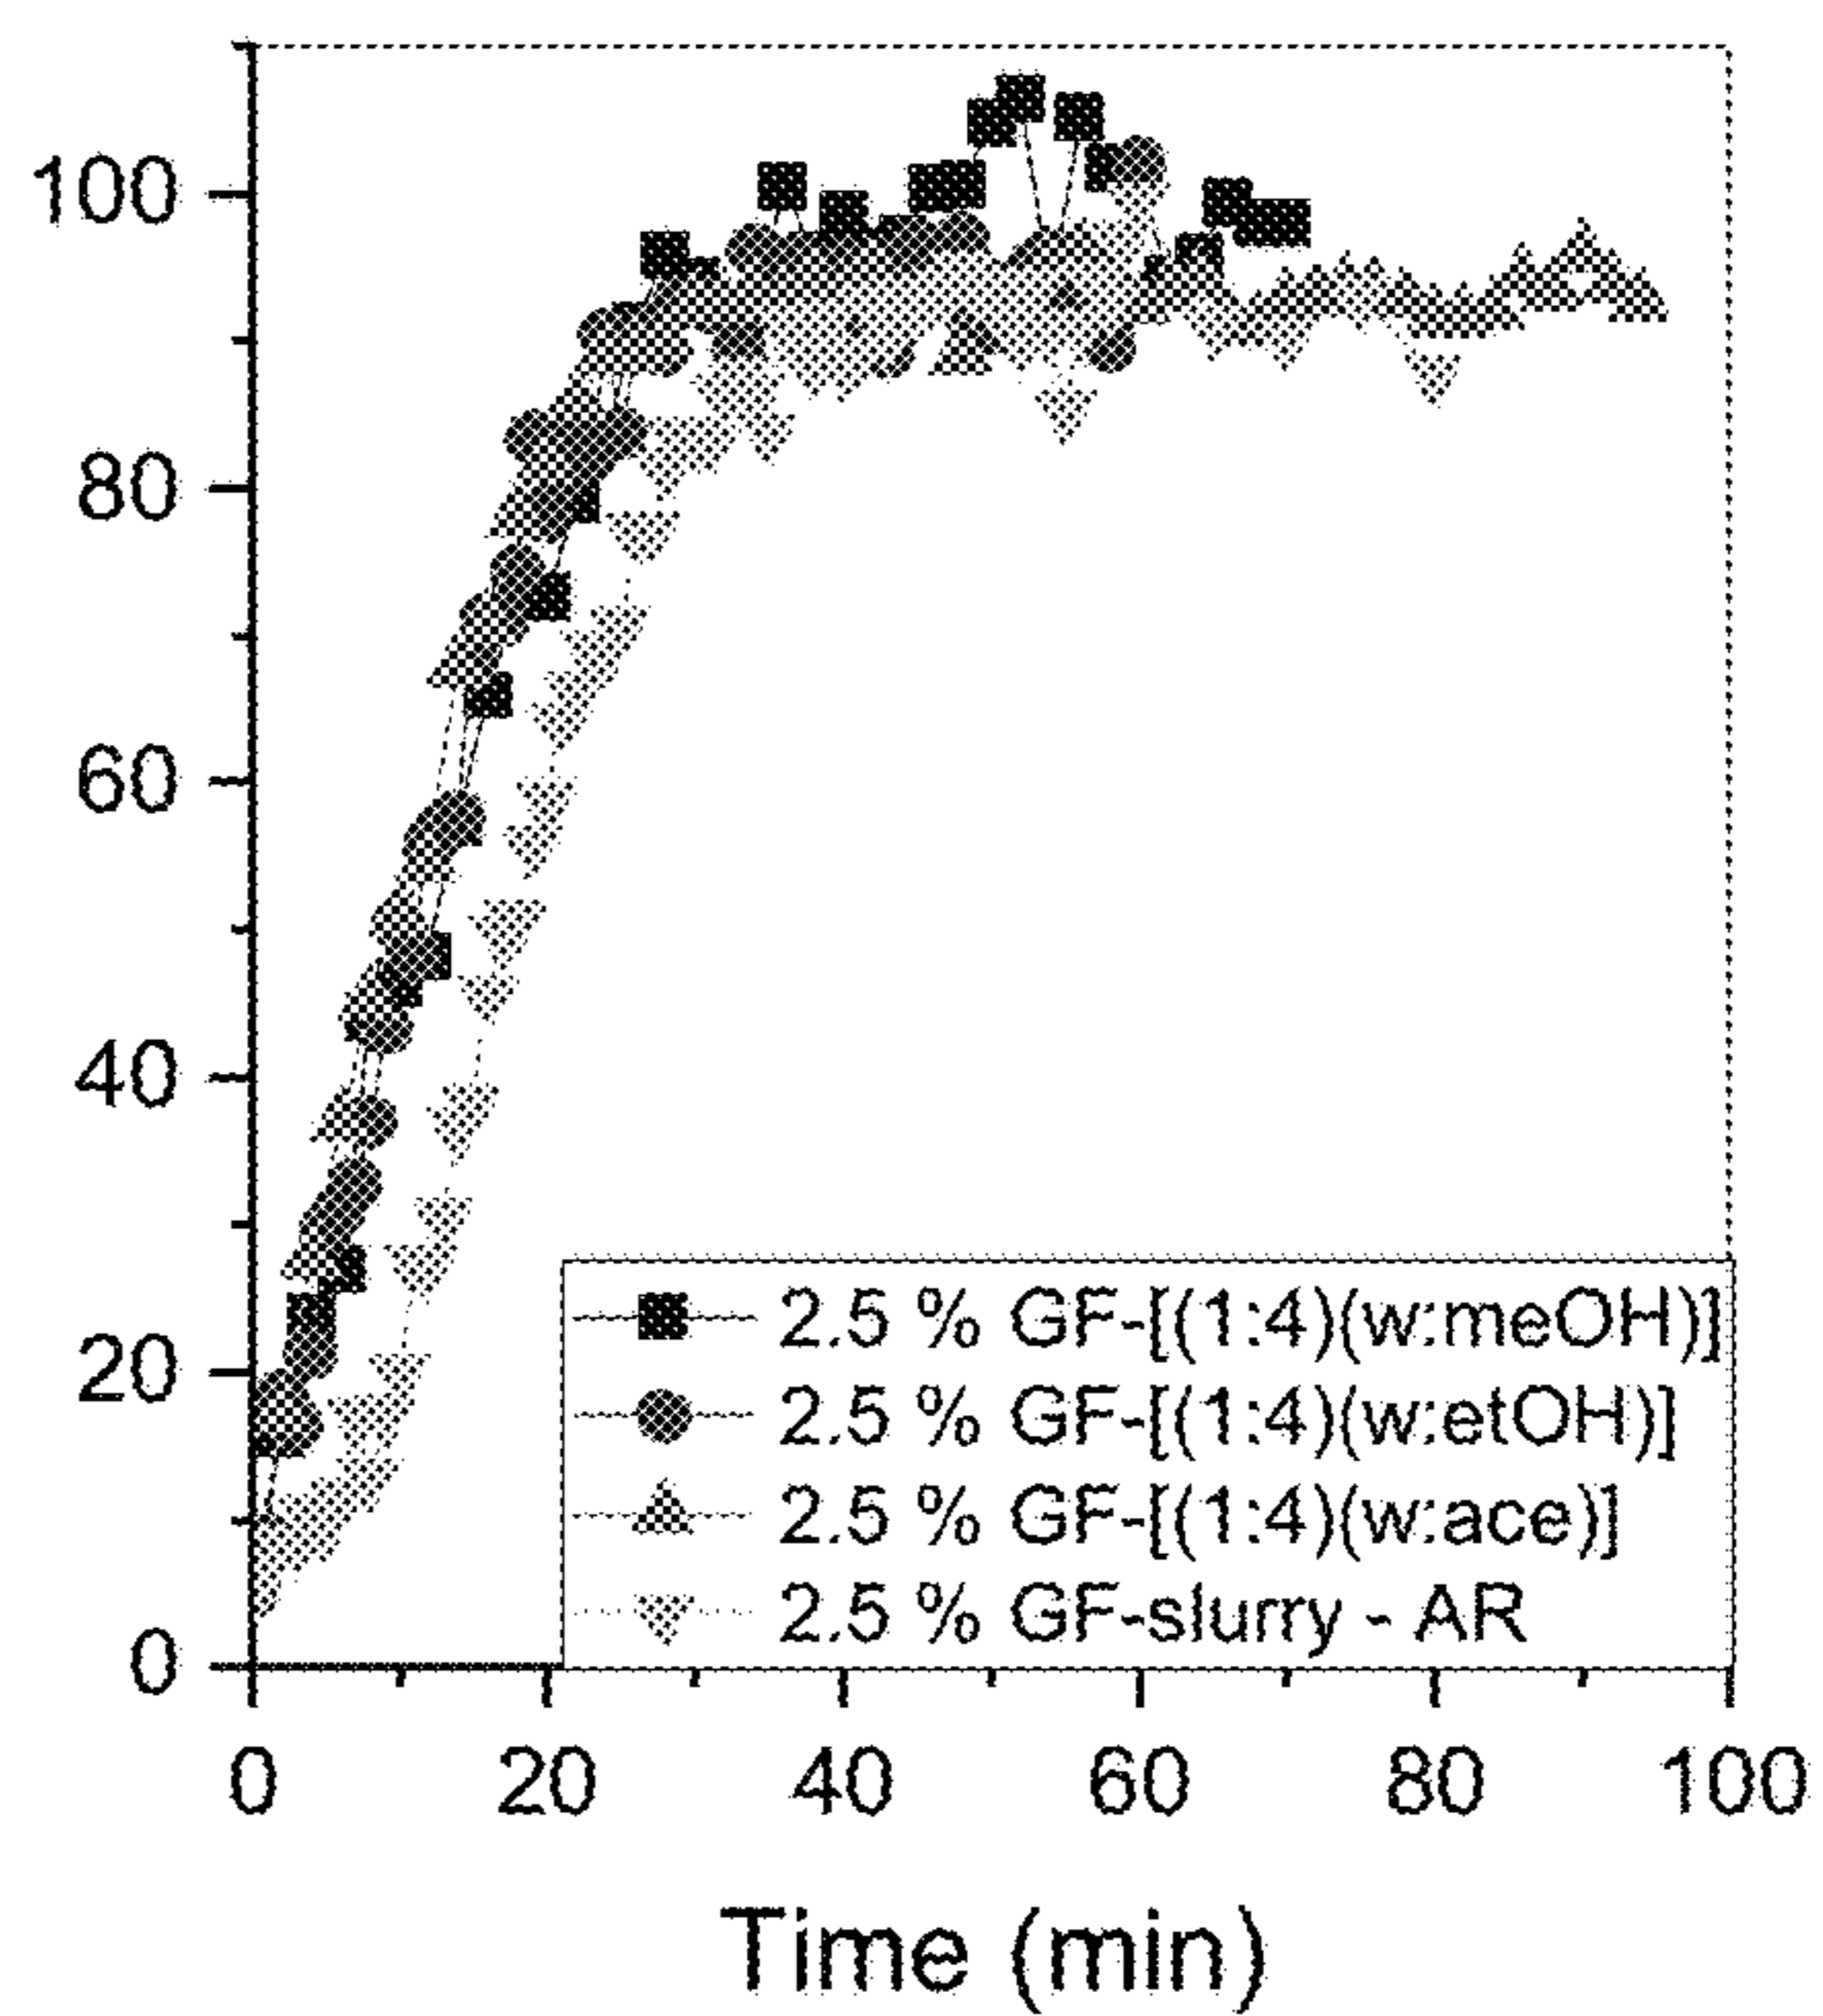 100
80
60
40
20
0
2.5 % GF-[(1:4)(w:meOH)]
2.5 % GF-[(1:4)(w:etOH)]
2.5 % GF-[(1:4)(w:ace)]
2.5 % GF-slurry - AR
0 20 40 60 80 100
Time (min)